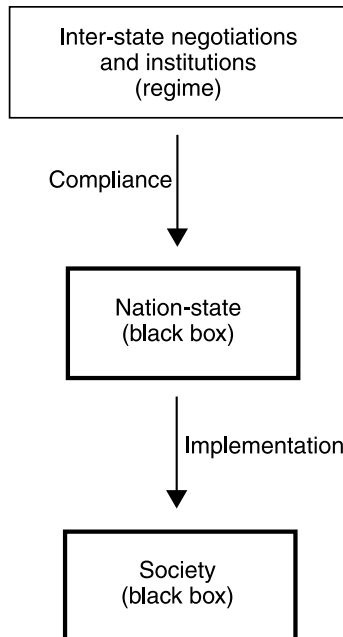 Inter-state negotiations
and institutions
(regime)
Compliance
Nation-state
(black box)
Implementation
Society
(black box)